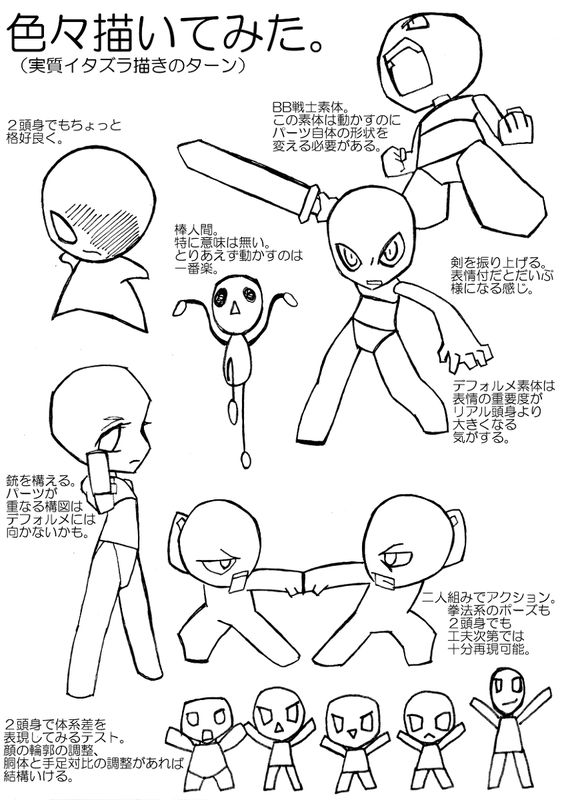 色々描いてみた。
（実質イタズラ描きのターン）
BB戦士素体。
この素体は動かすのに
パーツ自体の形状を
変える必要がある。
２頭身でもちょっと
格好良く。
棒人間。
特に意味は無い。
とりあえず動かすのは
一番楽。
剣を振り上げる。
表情付だとだいぶ
様になる感じ。
デフォルメ素体は
表情の重要度が
リアル頭身より
大きくなる
気がする。
銃を構える。
パーツが
重なる構図は
デフォルメには
向かないかも。
二人組みでアクション。
拳法系のポーズも
２頭身でも
工夫次第では
十分再現可能。
２頭身で体系差を
表現してみるテスト。
顔の輪郭の調整、
胴体と手足対比の調整があれば
結構いける。